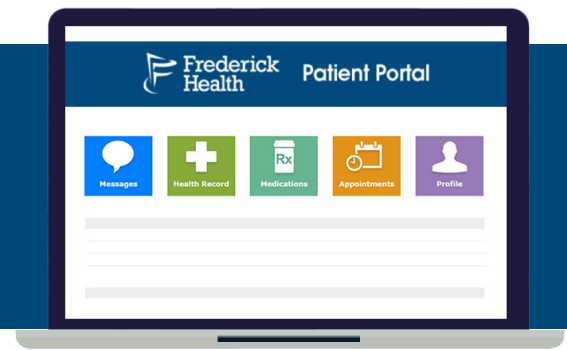 Frederick
Health
Patient Portal
Messages
Health Record
Rx
Medications
Appointments
Profile